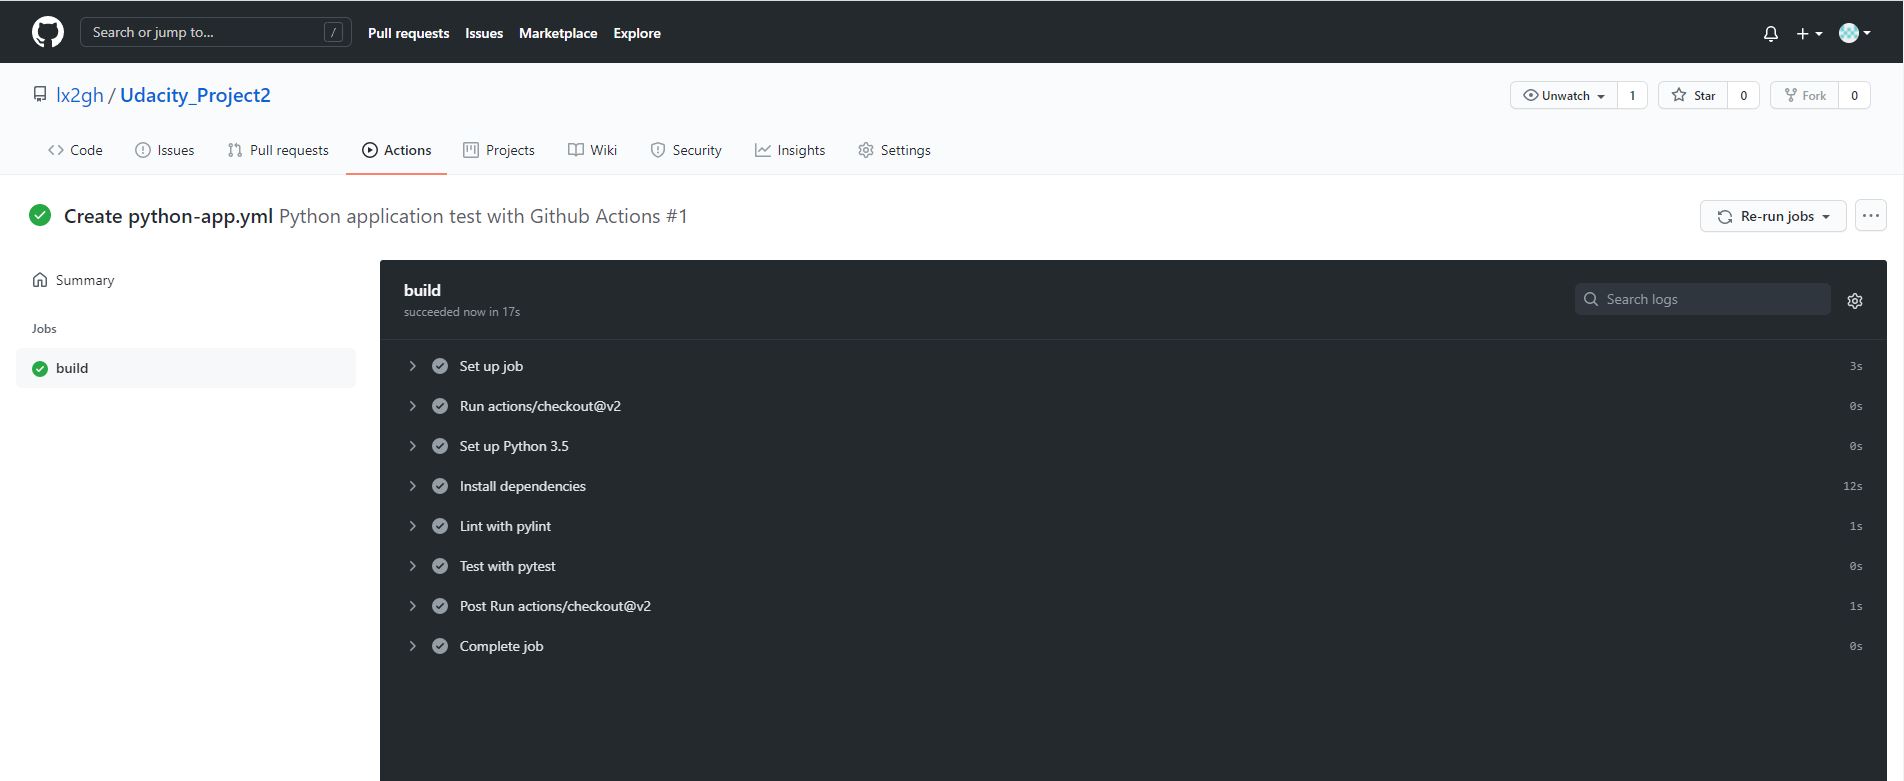 Search or jump to... /
Pull requests Issues Marketplace Explore
lx2gh / Udacity_Project2
Unwatch 1 Star 0 Fork 0
Code Issues Pull requests Actions Projects Wiki Security Insights Settings
Create python-app.yml Python application test with Github Actions #1
Re-run jobs
Summary
Jobs
build
build
succeeded now in 17s
Search logs
Set up job 3s
Run actions/checkout@v2 0s
Set up Python 3.5 0s
Install dependencies 12s
Lint with pylint 1s
Test with pytest 0s
Post Run actions/checkout@v2 1s
Complete job 0s